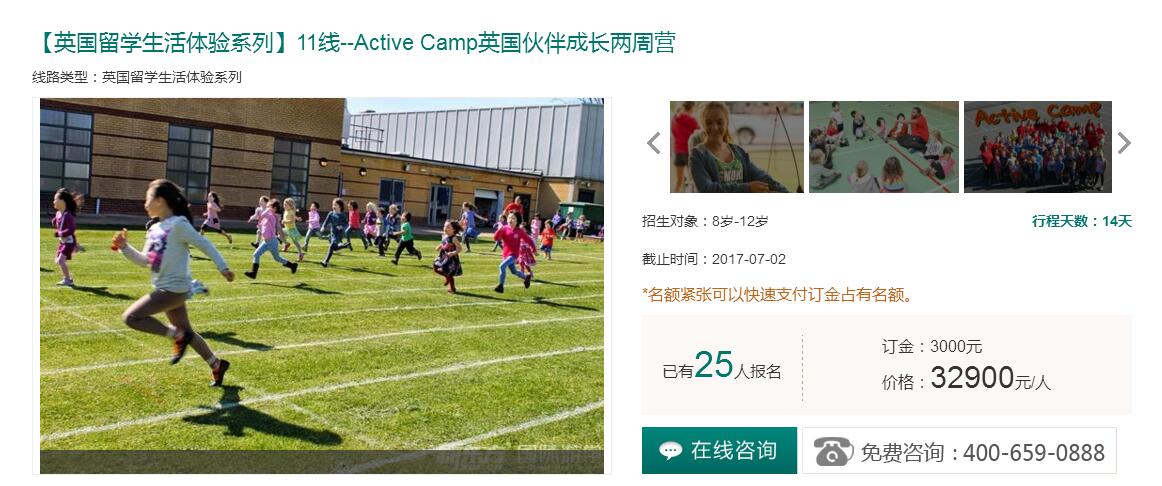 【英国留学生活体验系列】11线--Active Camp英国伙伴成长两周营
线路类型：英国留学生活体验系列
Active Camp
招生对象：8岁-12岁
行程天数：14天
截止时间：2017-07-02
*名额紧张可以快速支付订金占有名额。
已有25人报名
订金：3000元
价格：32900元/人
在线咨询
免费咨询：400-659-0888